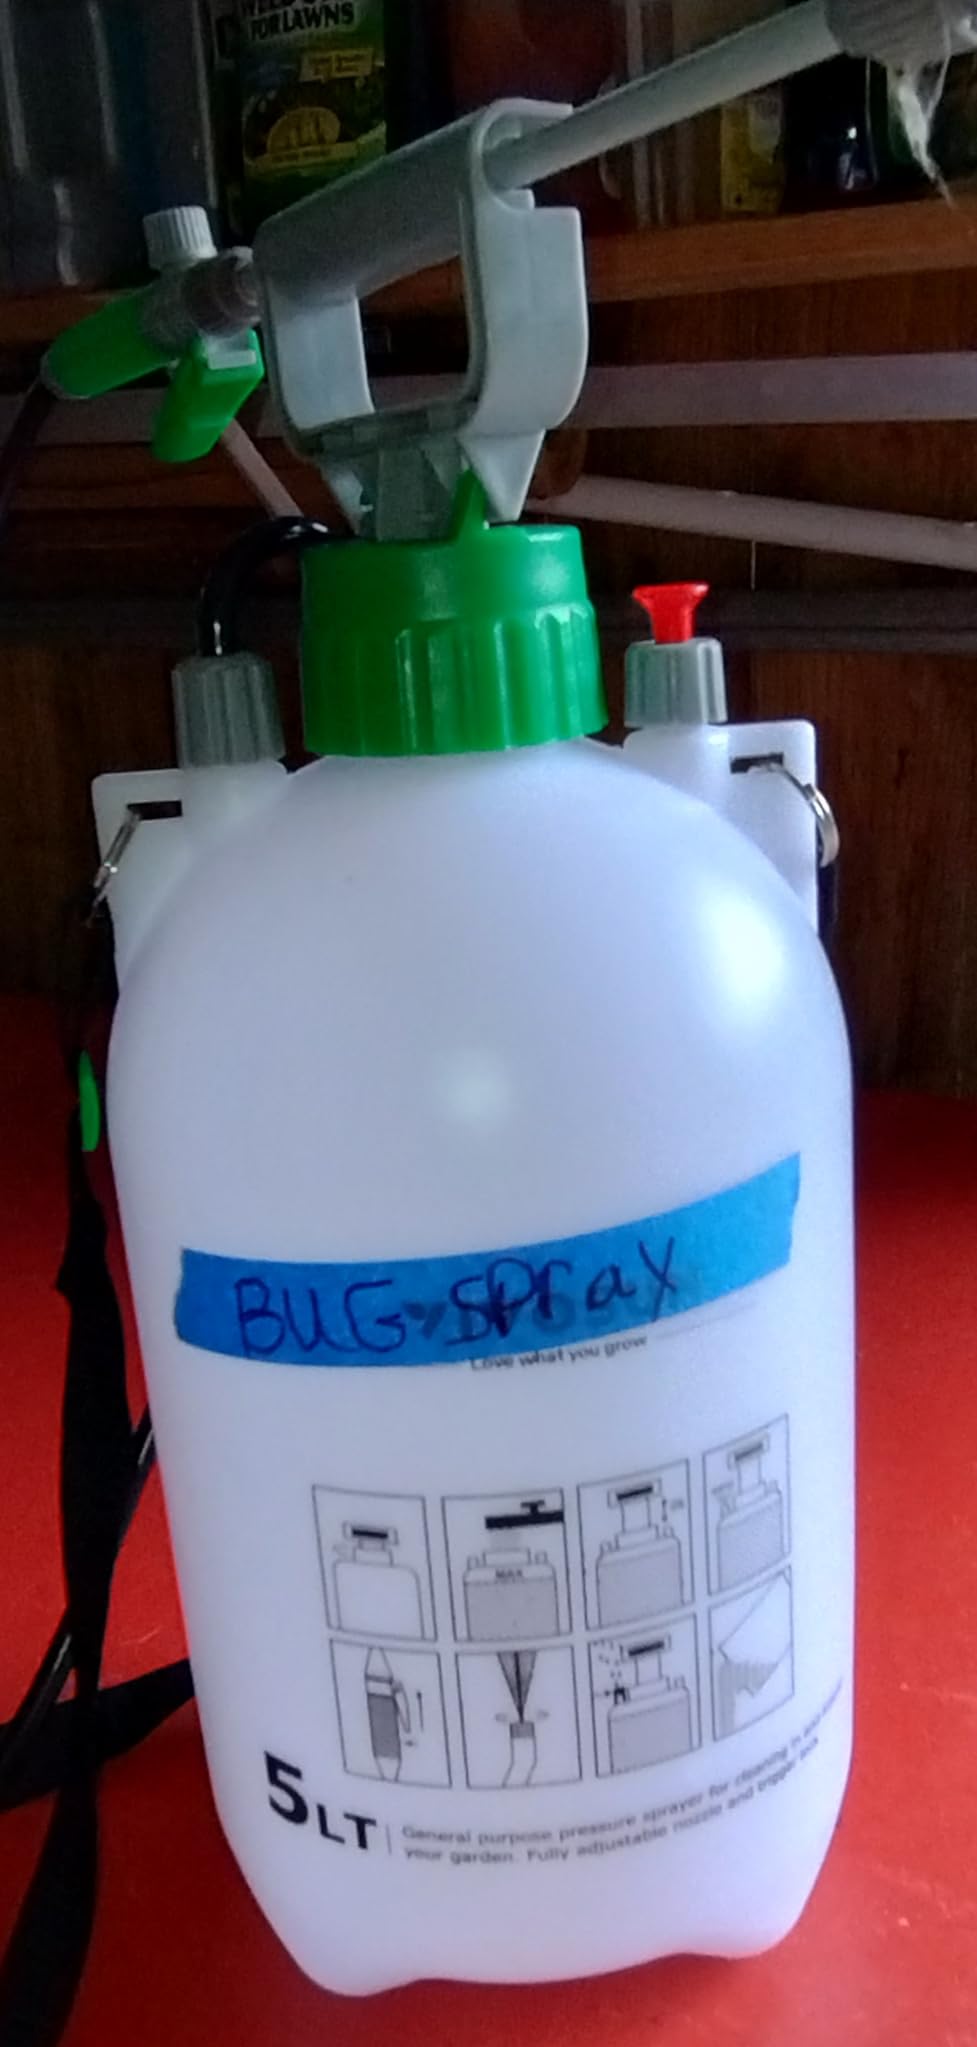 FOR LAWNS
BUG SPraY
Love what you grow
MAX
5LT
General purpose pressure sprayer for cleaning in and
your garden. Fully adjustable nozzle and trigger lock